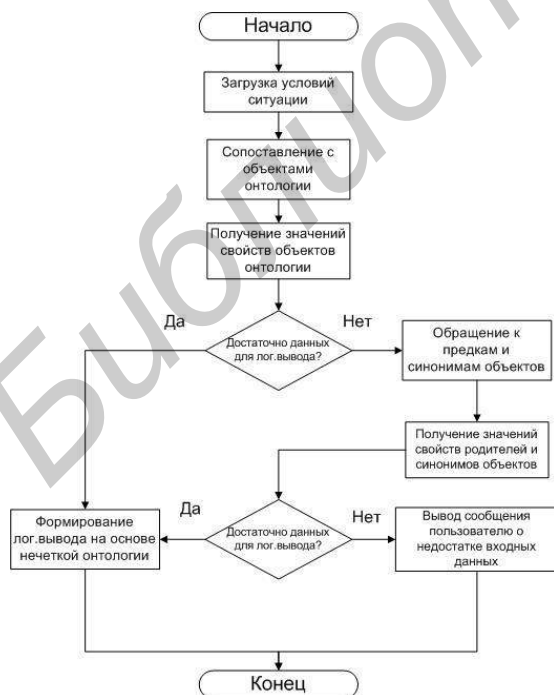 Начало
Загрузка условий
ситуации
Сопоставление с
объектами
онтологии
Получение значений
свойств объектов
онтологии
Да
Нет
Достаточно данных
для лог.вывода?
Обращение к
предкам и
синонимам объектов
Получение значений
свойств родителей и
синонимов объектов
Да
Нет
Формирование
лог.вывода на основе
нечеткой онтологии
Достаточно данных
для лог.вывода?
Вывод сообщения
пользователю о
недостатке входных
данных
Конец
Библиот